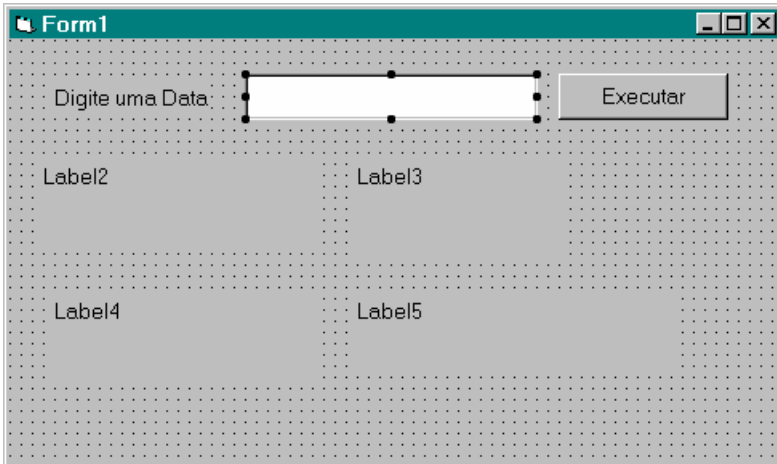 Form1
Digite uma Data
Executar
Label2
Label3
Label4
Label5